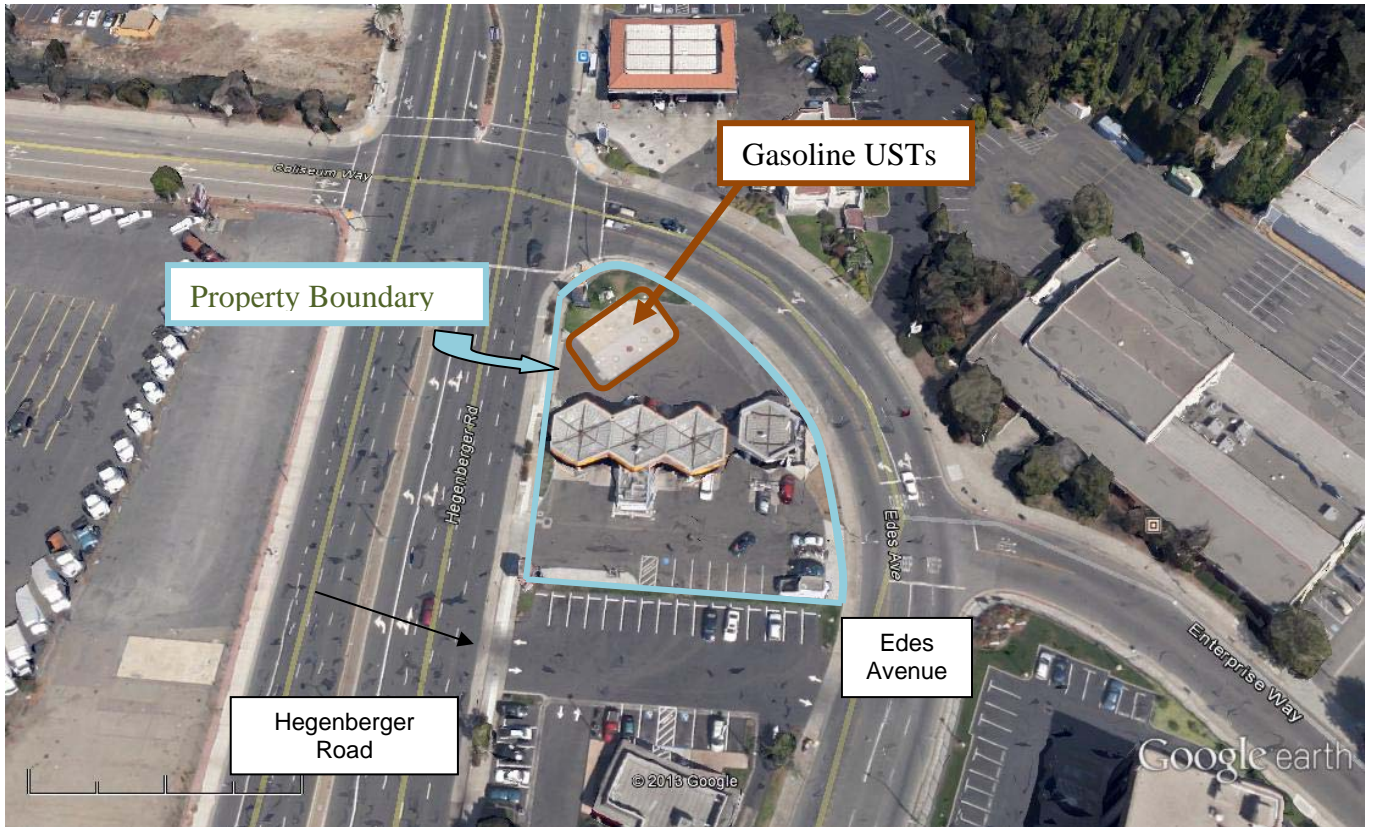 Gasoline USTs
Coliseum Way
Property Boundary
Hegenberger Rd
Edes Ave
Edes
Avenue
Enterprise Way
Hegenberger
Road
Google earth
© 2013 Google